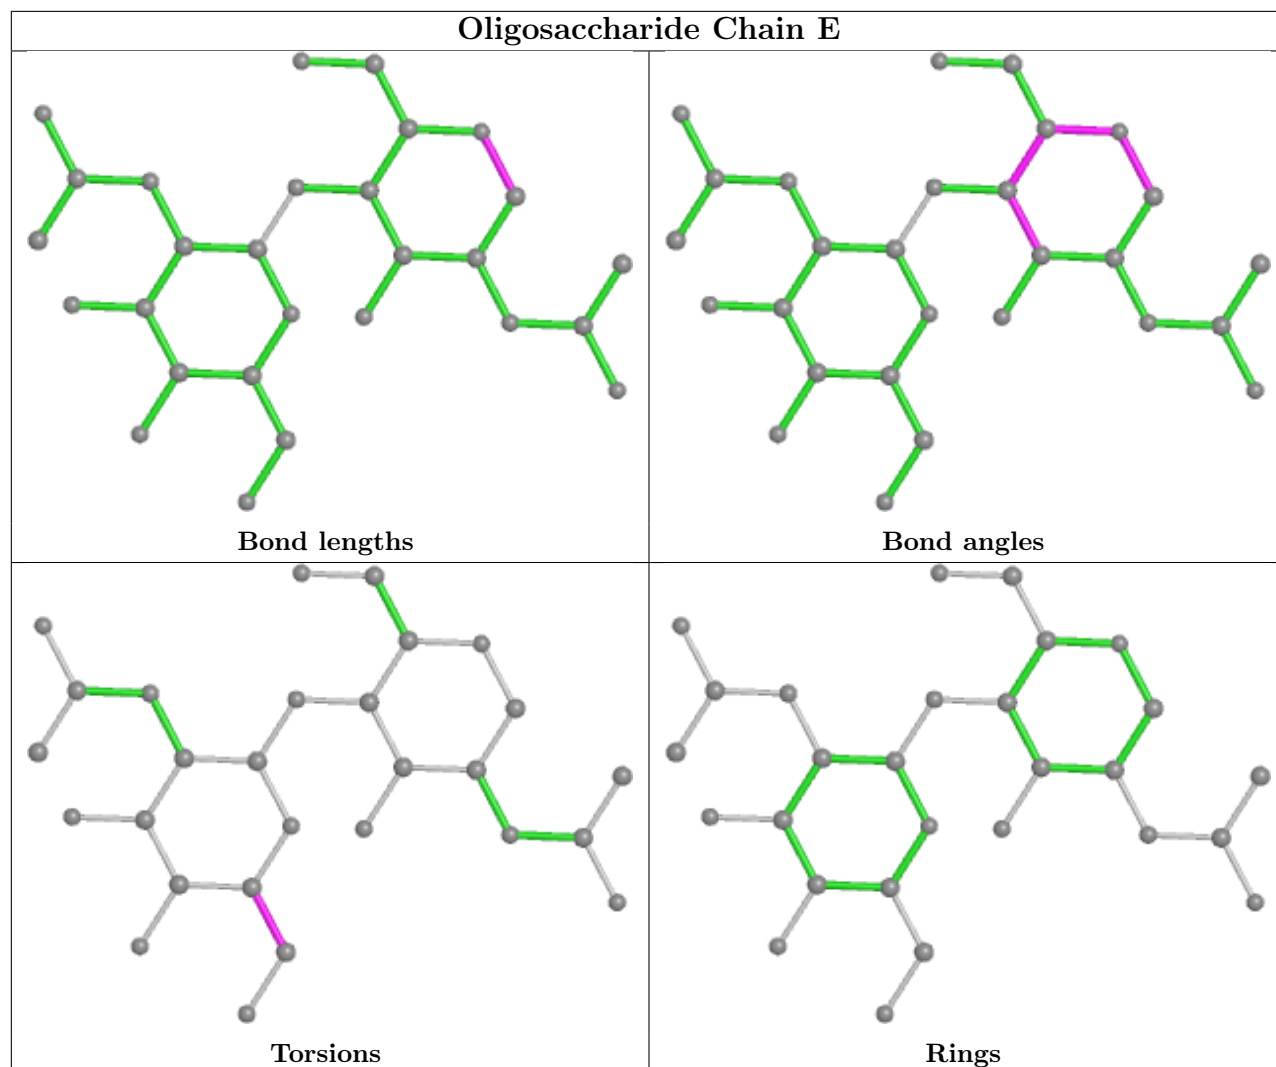 Oligosaccharide Chain E
Bond lengths
Bond angles
Torsions
Rings